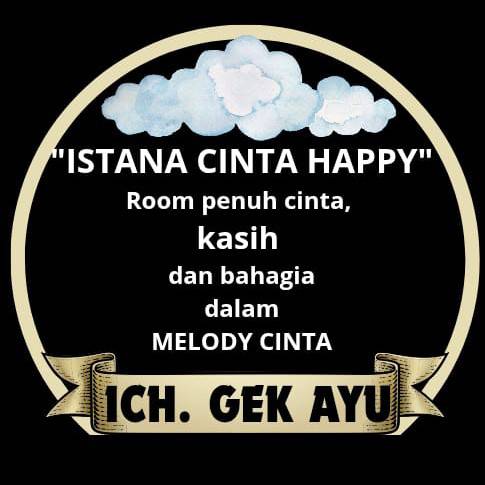 "ISTANA CINTA HAPPY"
Room penuh cinta,
kasih
dan bahagia
dalam
MELODY CINTA
ICH. GEK AYU